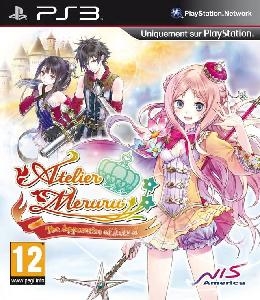 PS3
PlayStation.Network
Uniquement sur PlayStation.
Atelier
Meruru
The Apprentice of Arland
12
www.pegi.info
NIS
America